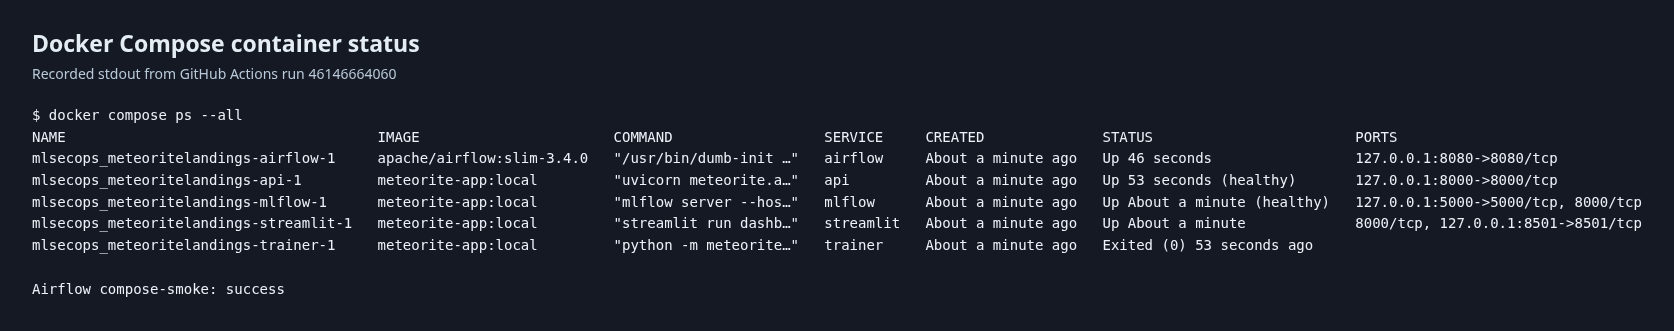 Docker Compose container status
Recorded stdout from GitHub Actions run 46146664060
$ docker compose ps --all
NAME IMAGE COMMAND SERVICE CREATED STATUS PORTS
mlsecops_meteoritelandings-airflow-1 apache/airflow:slim-3.4.0 "/usr/bin/dumb-init …" airflow About a minute ago Up 46 seconds 127.0.0.1:8080->8080/tcp
mlsecops_meteoritelandings-api-1 meteorite-app:local "uvicorn meteorite.a…" api About a minute ago Up 53 seconds (healthy) 127.0.0.1:8000->8000/tcp
mlsecops_meteoritelandings-mlflow-1 meteorite-app:local "mlflow server --hos…" mlflow About a minute ago Up About a minute (healthy) 127.0.0.1:5000->5000/tcp, 8000/tcp
mlsecops_meteoritelandings-streamlit-1 meteorite-app:local "streamlit run dashb…" streamlit About a minute ago Up About a minute 8000/tcp, 127.0.0.1:8501->8501/tcp
mlsecops_meteoritelandings-trainer-1 meteorite-app:local "python -m meteorite…" trainer About a minute ago Exited (0) 53 seconds ago
Airflow compose-smoke: success